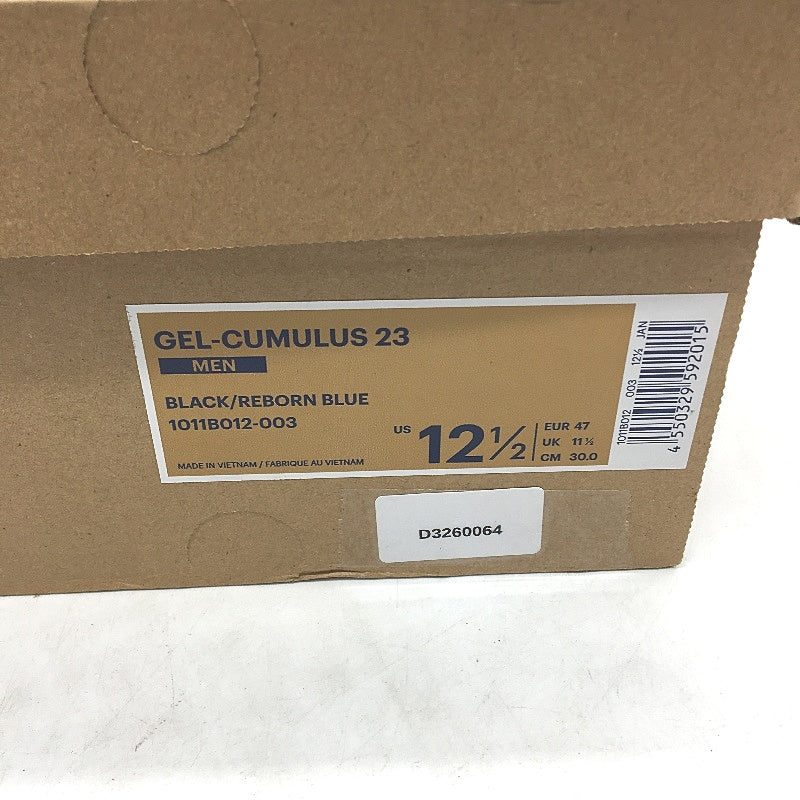 GEL-CUMULUS 23
MEN
BLACK/REBORN BLUE
1011B012-003
MADE IN VIETNAM / FABRIQUE AU VIETNAM
US 12½
EUR 47
UK 11½
CM 30.0
1011B012 003 12½ JAN
4 550329 592015
D3260064